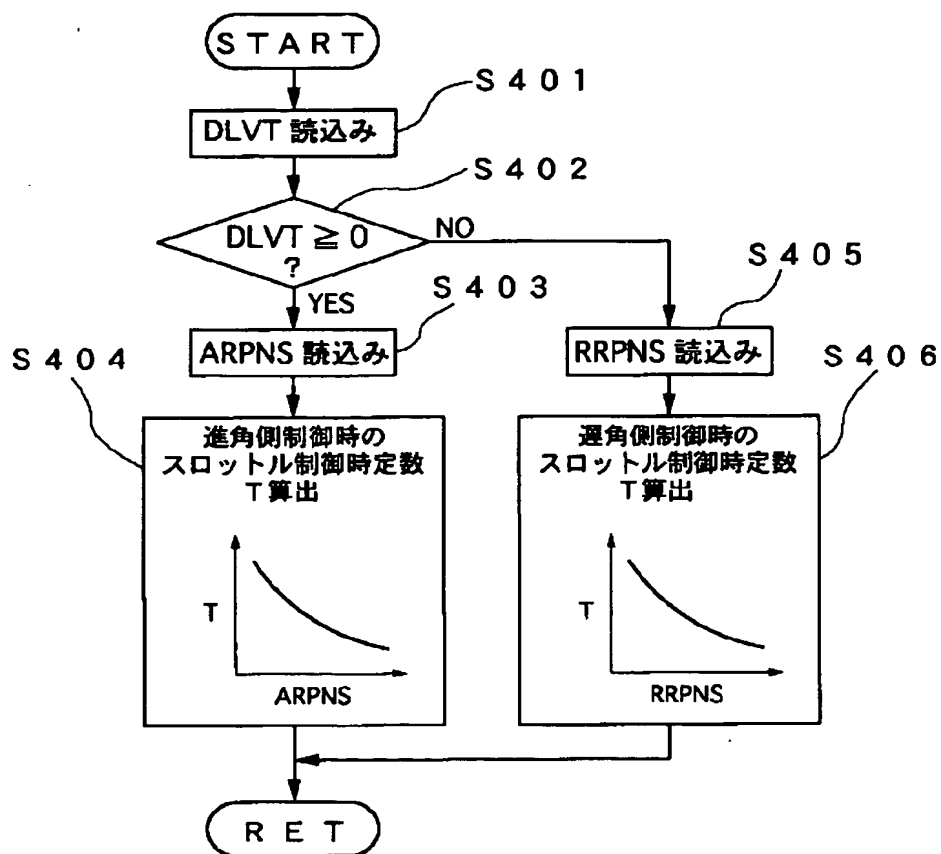 START
S401
DLVT 読込み
S402
DLVT ≧ 0
?
NO
YES
S403
S405
ARPNS 読込み
RRPNS 読込み
S404
S406
進角側制御時の
スロットル制御時定数
T算出
T
ARPNS
遅角側制御時の
スロットル制御時定数
T算出
T
RRPNS
RET